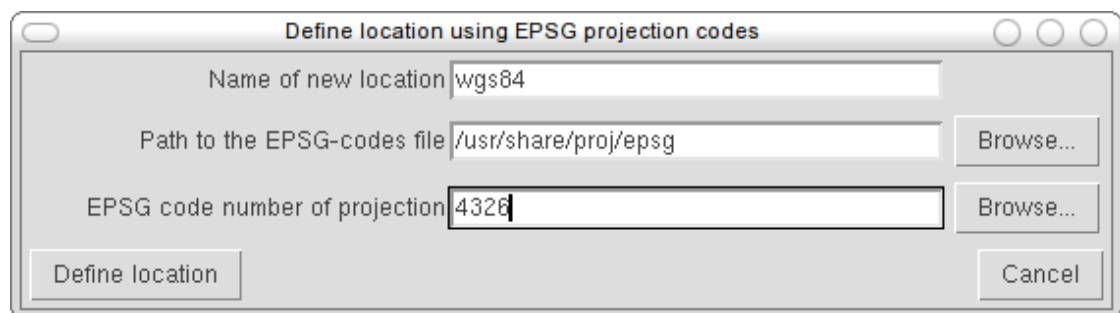 Define location using EPSG projection codes
Name of new location wgs84
Path to the EPSG-codes file /usr/share/proj/epsg Browse...
EPSG code number of projection 4326 Browse...
Define location Cancel